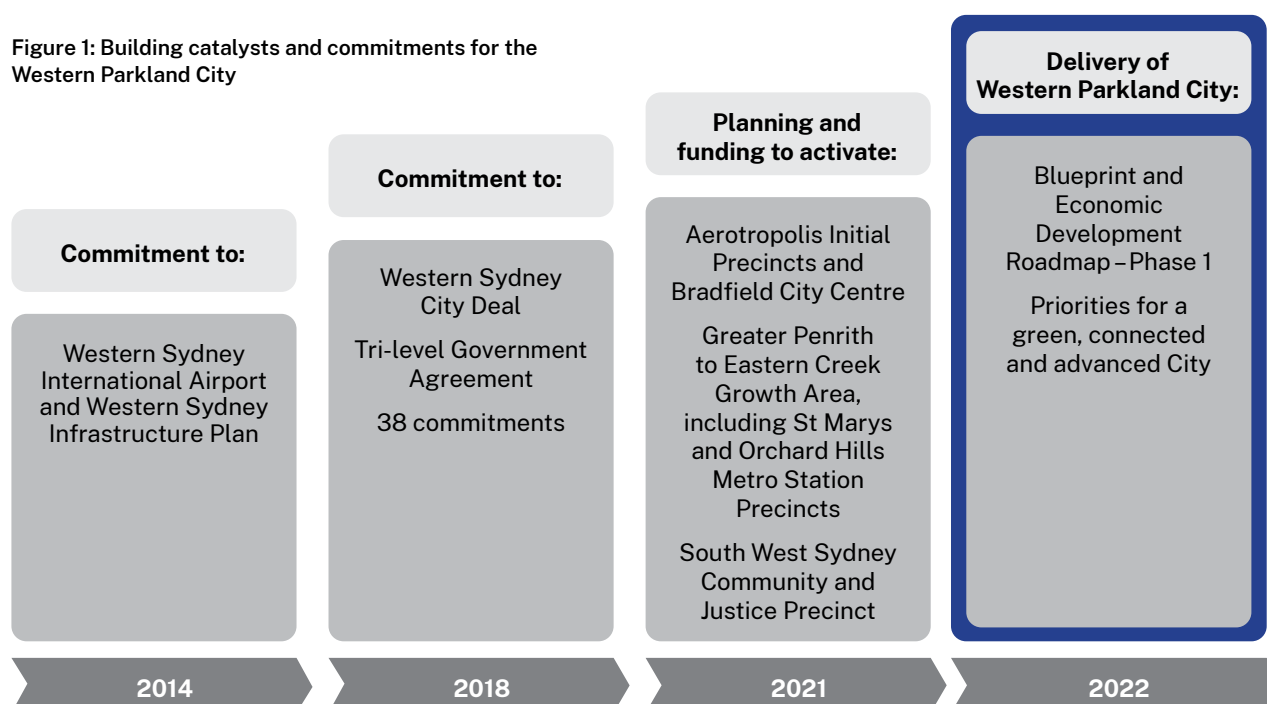 Figure 1: Building catalysts and commitments for the
Western Parkland City
Commitment to:
Western Sydney
International Airport
and Western Sydney
Infrastructure Plan
2014
Commitment to:
Western Sydney
City Deal
Tri-level Government
Agreement
38 commitments
2018
Planning and
funding to activate:
Aerotropolis Initial
Precincts and
Bradfield City Centre
Greater Penrith
to Eastern Creek
Growth Area,
including St Marys
and Orchard Hills
Metro Station
Precincts
South West Sydney
Community and
Justice Precinct
2021
Delivery of
Western Parkland City:
Blueprint and
Economic
Development
Roadmap – Phase 1
Priorities for a
green, connected
and advanced City
2022